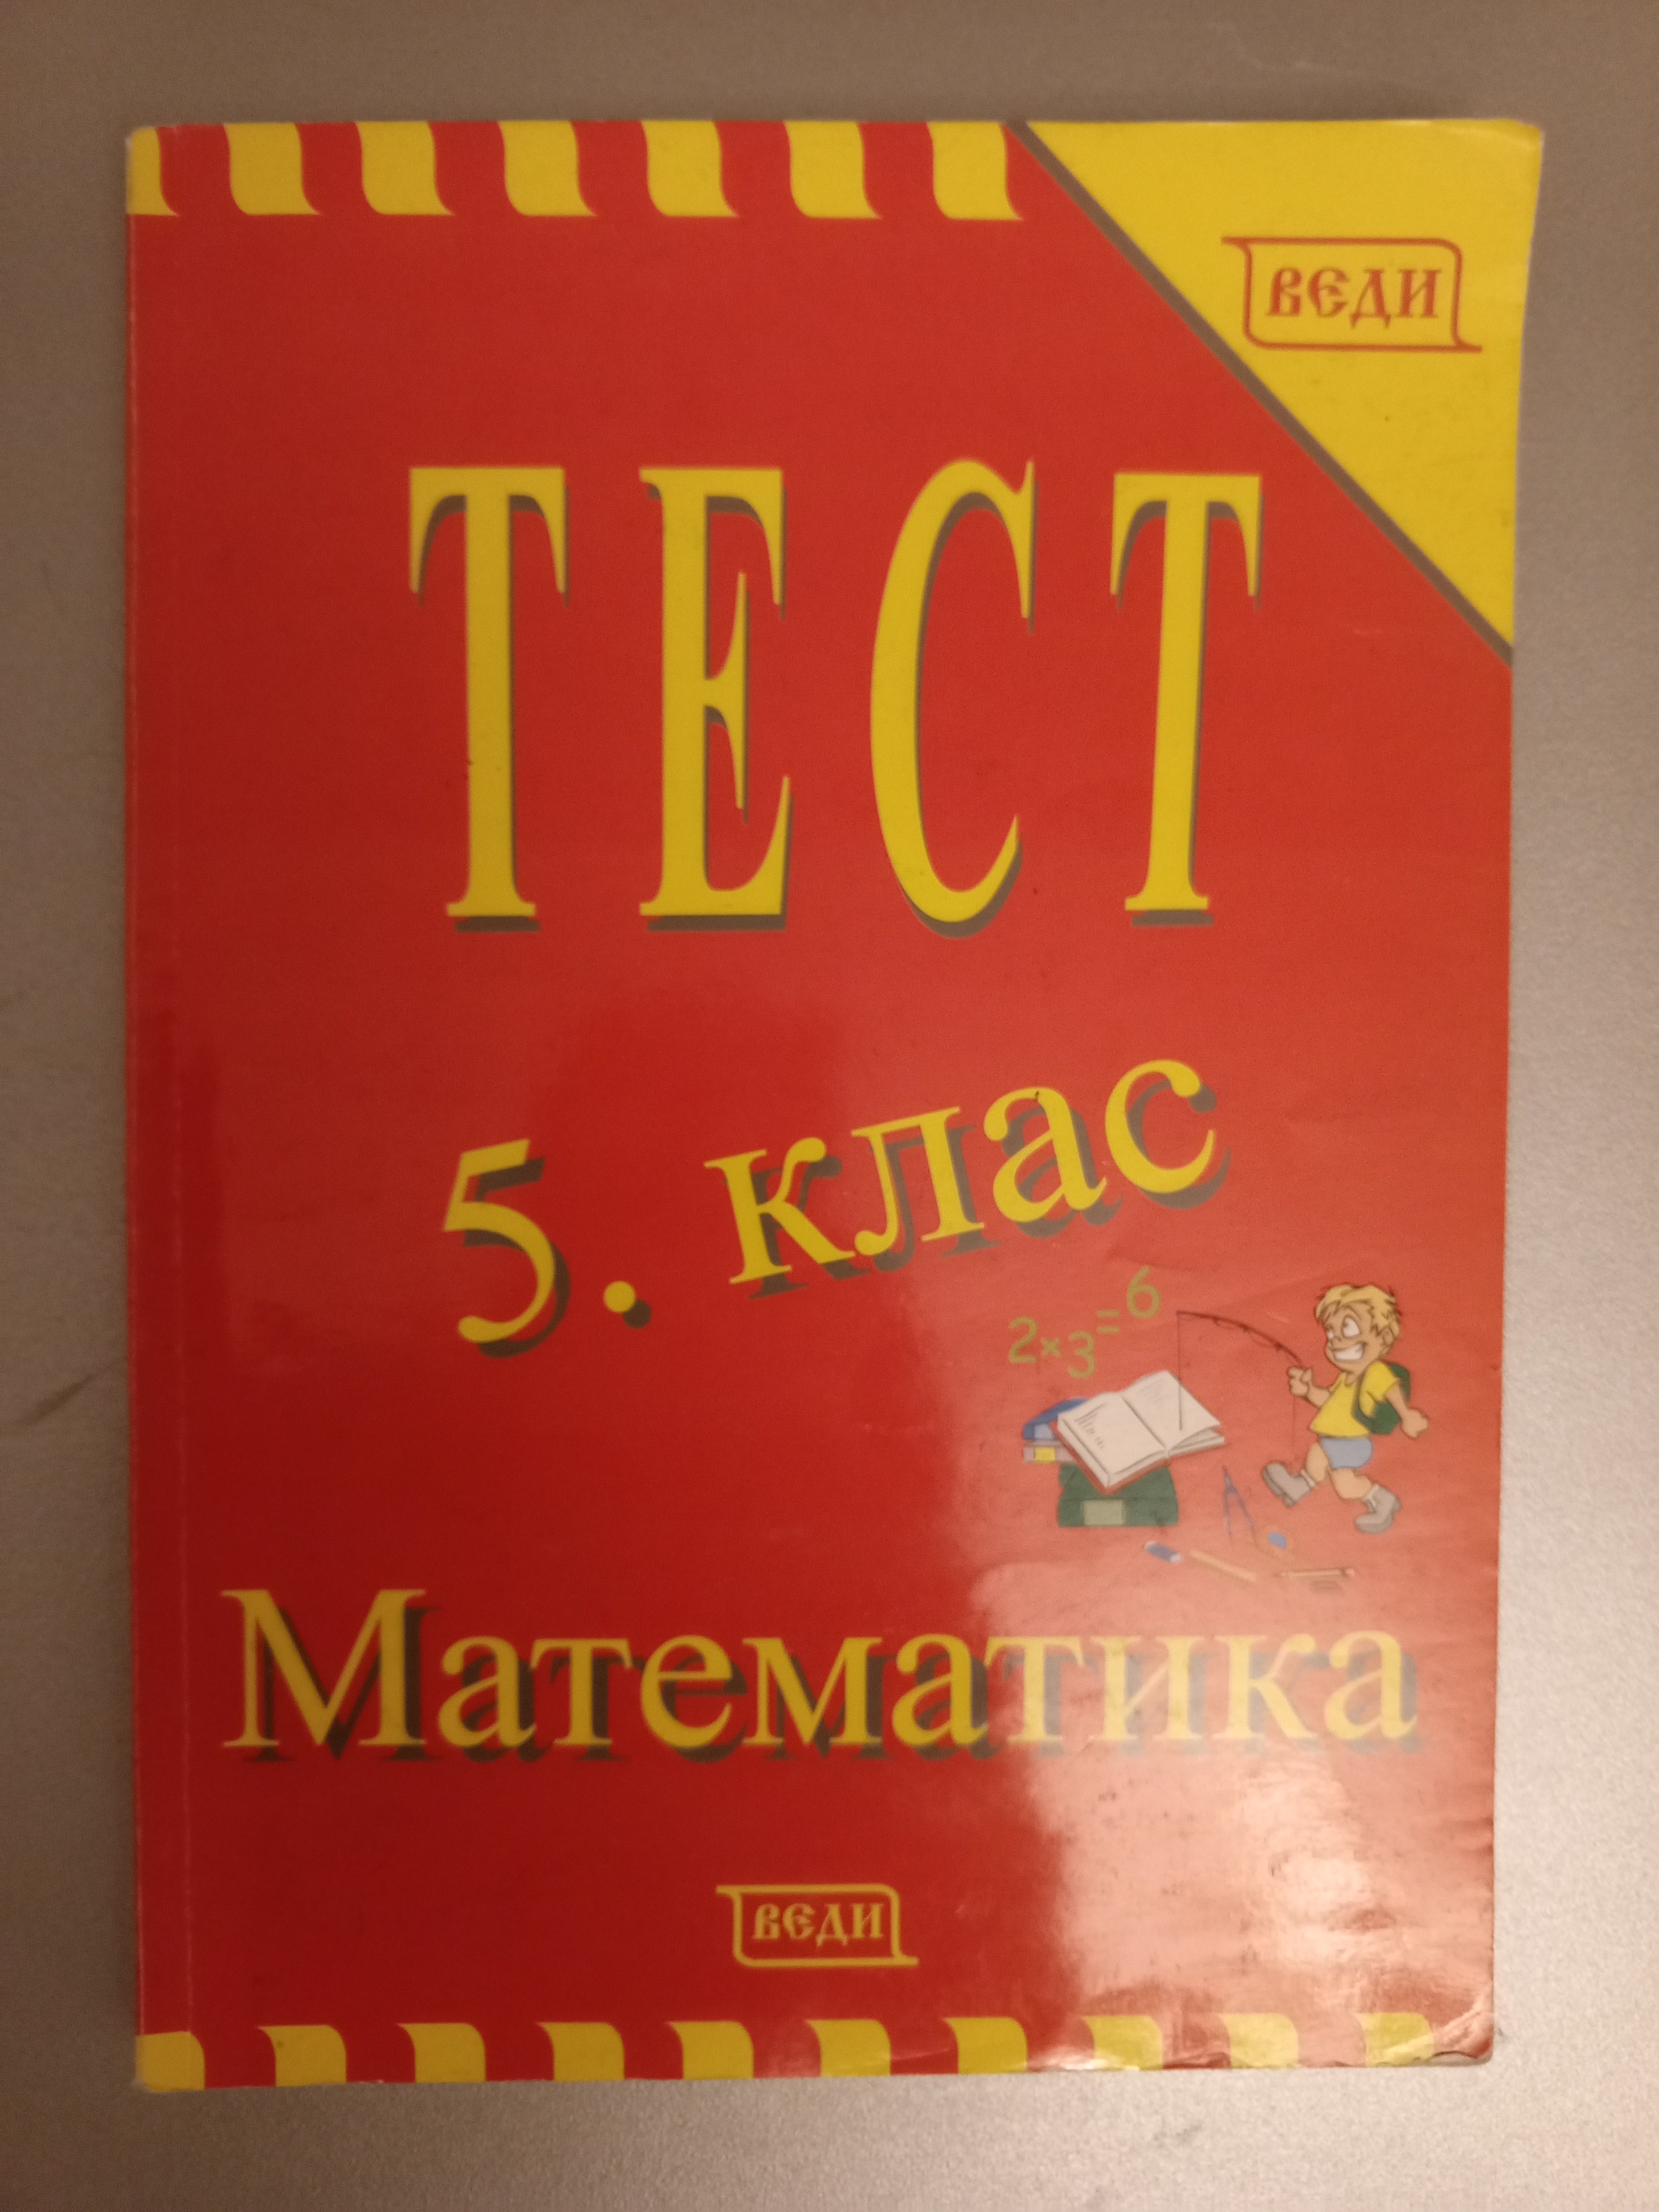 ВЕДИ
ТЕСТ
5. клас
2×3=6
Математика
ВЕДИ